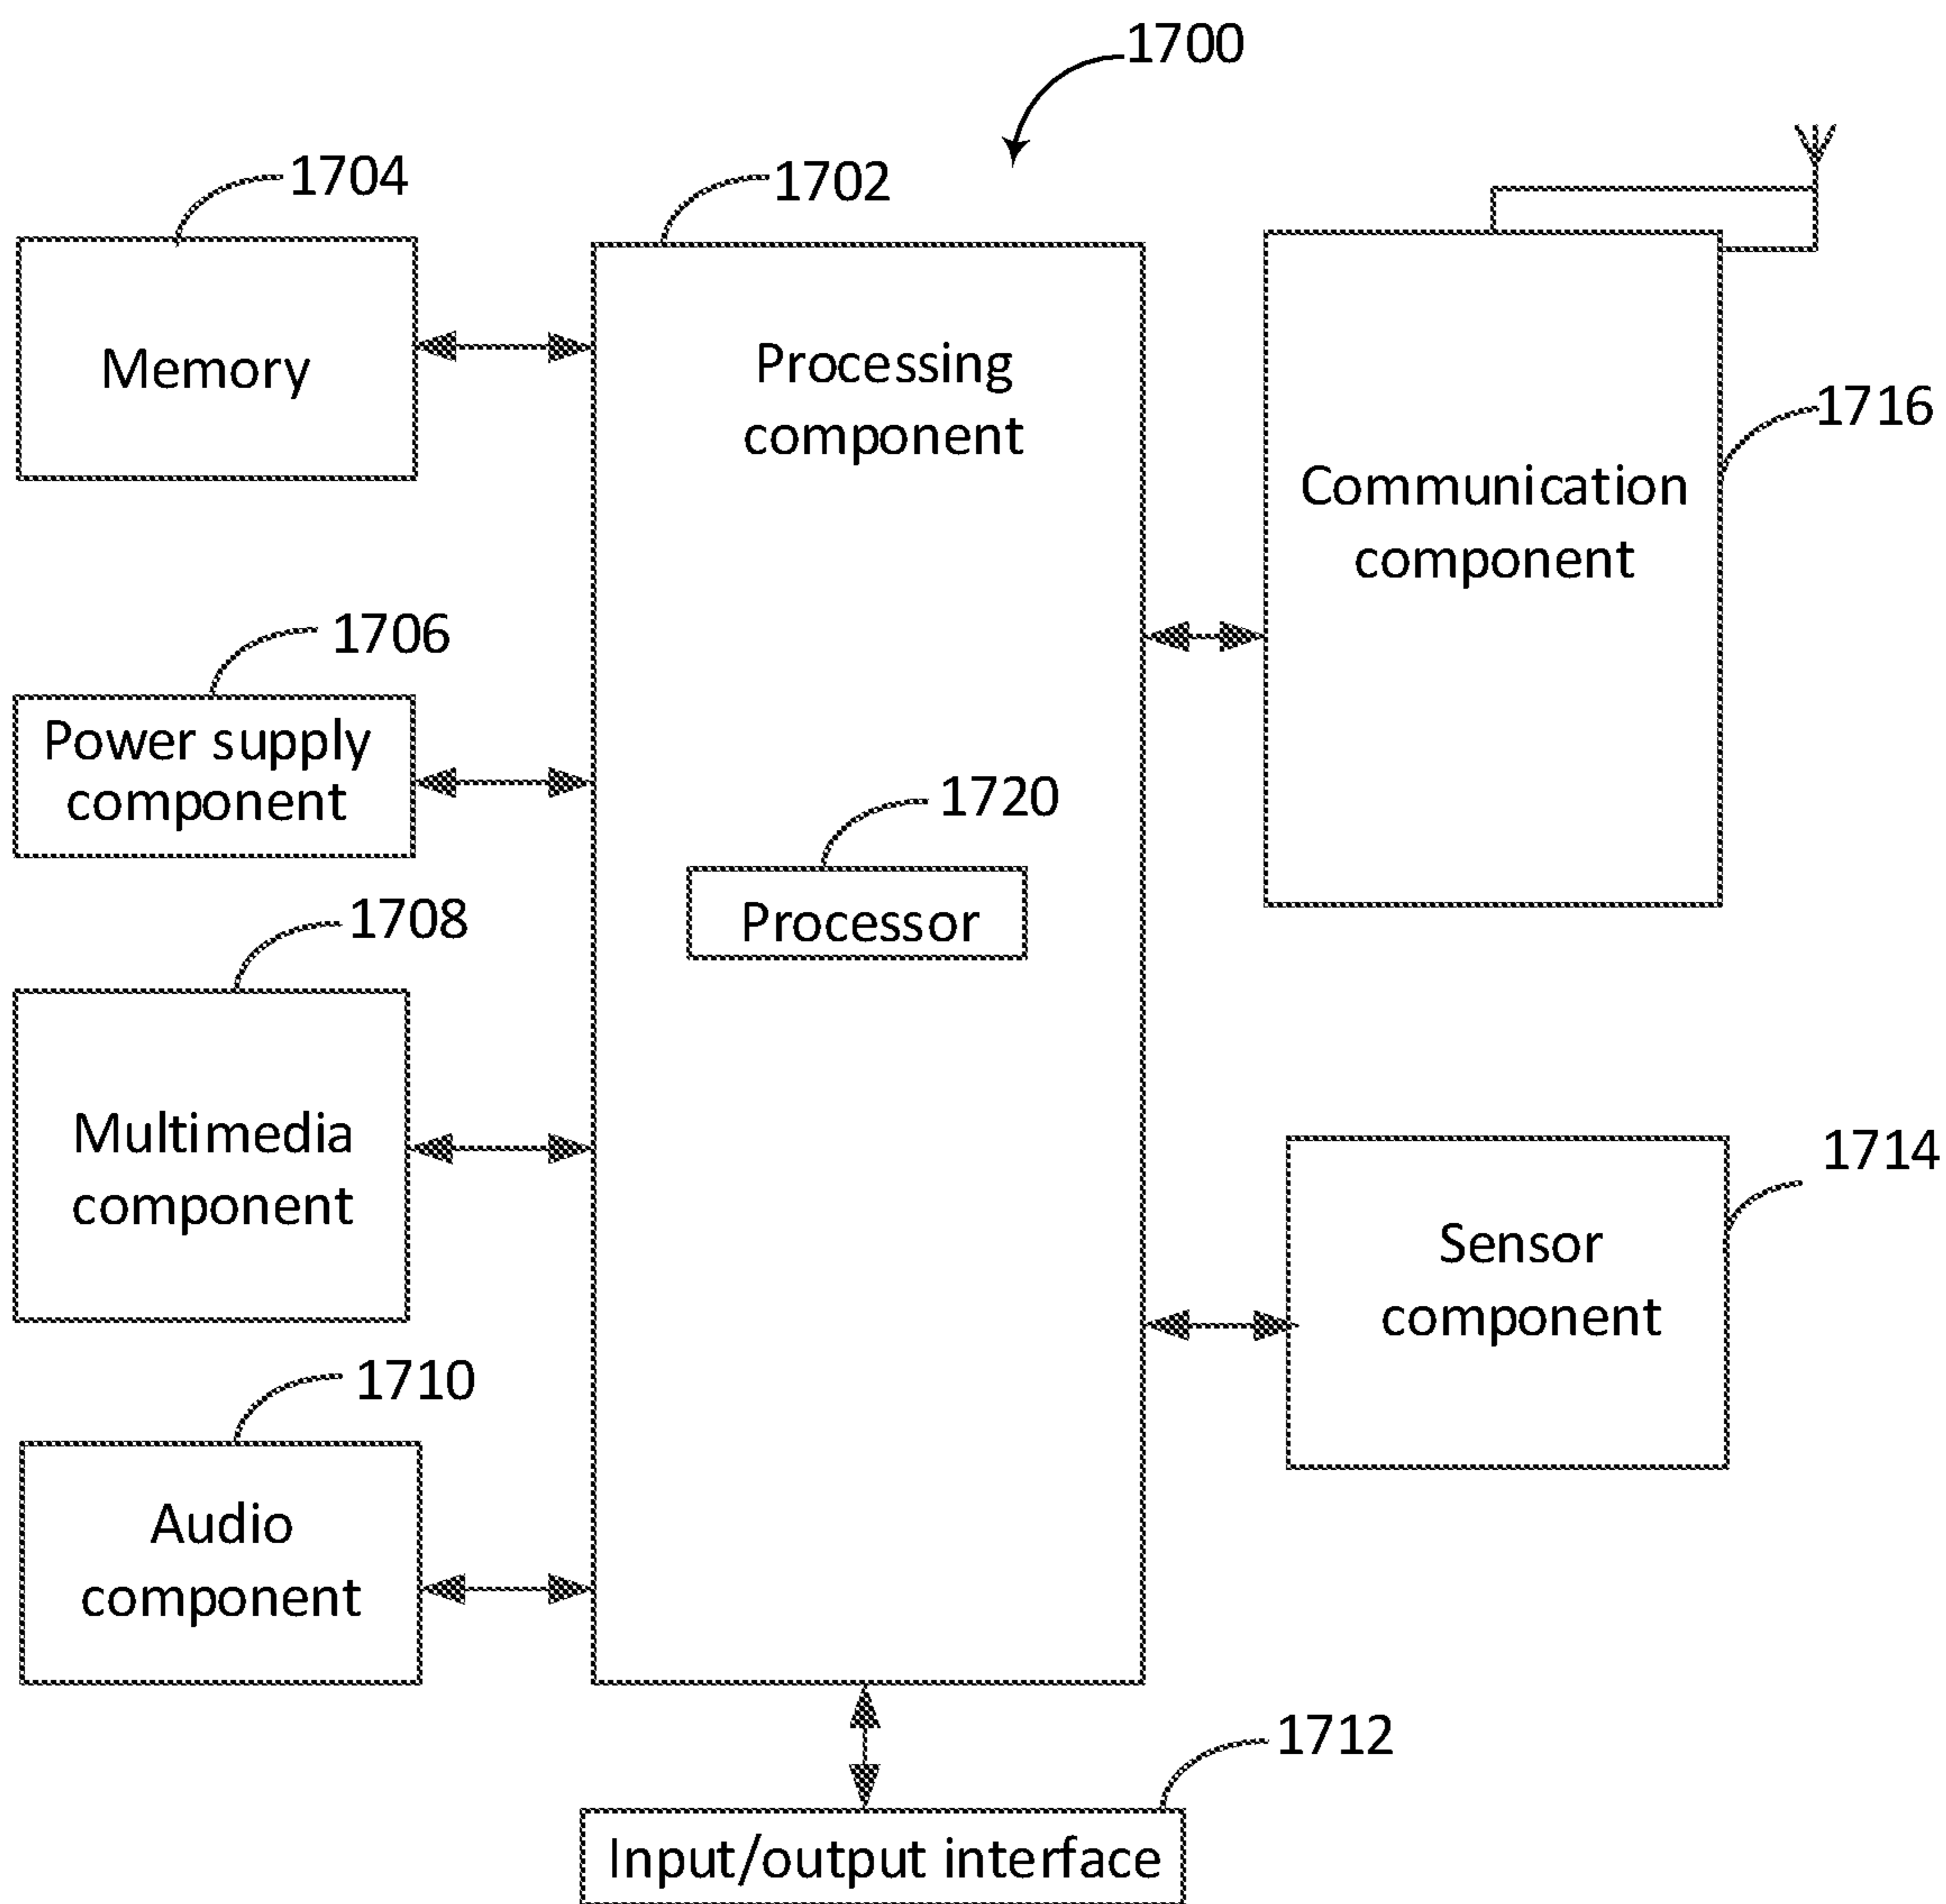 1700
1704
1702
Memory
Processing
component
1716
Communication
component
1706
Power supply
component
1720
Processor
1708
Multimedia
component
1714
Sensor
component
1710
Audio
component
1712
Input/output interface